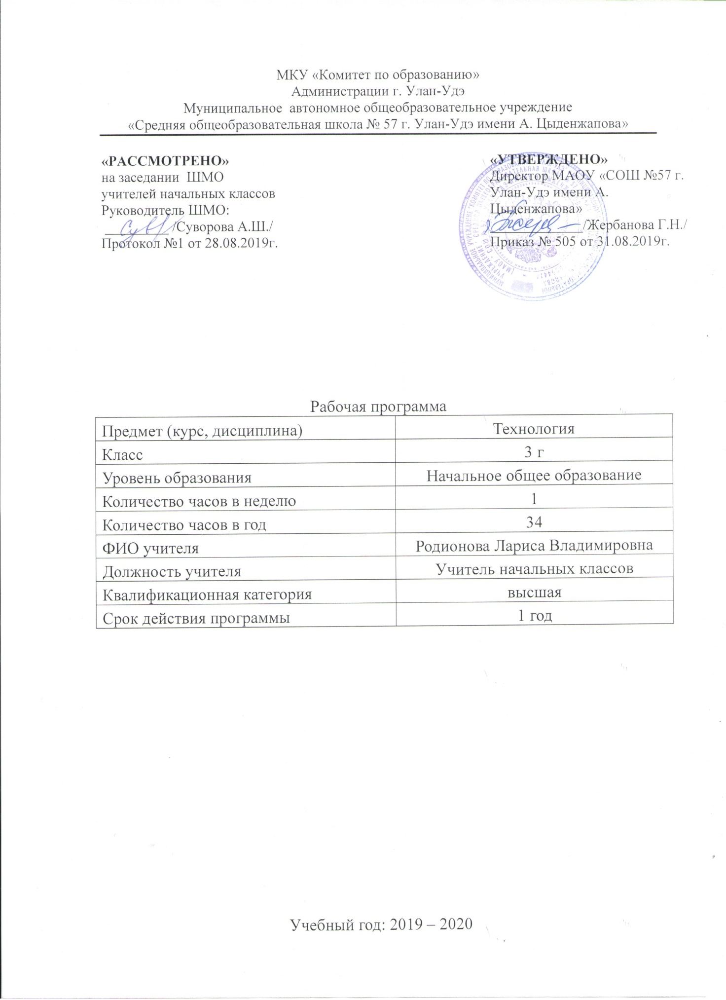 МКУ «Комитет по образованию»
Администрации г. Улан-Удэ
Муниципальное автономное общеобразовательное учреждение
«Средняя общеобразовательная школа № 57 г. Улан-Удэ имени А. Цыденжапова»
«РАССМОТРЕНО»
на заседании ШМО
учителей начальных классов
Руководитель ШМО:
/Суворова А.Ш./
Протокол №1 от 28.08.2019г.
«УТВЕРЖДЕНО»
Директор МАОУ «СОШ №57 г.
Улан-Удэ имени А.
Цыденжапова»
/Жербанова Г.Н./
Приказ № 505 от 31.08.2019г.
Рабочая программа
Предмет (курс, дисциплина) Технология
Класс 3 г
Уровень образования Начальное общее образование
Количество часов в неделю 1
Количество часов в год 34
ФИО учителя Родионова Лариса Владимировна
Должность учителя Учитель начальных классов
Квалификационная категория высшая
Срок действия программы 1 год
Учебный год: 2019 – 2020